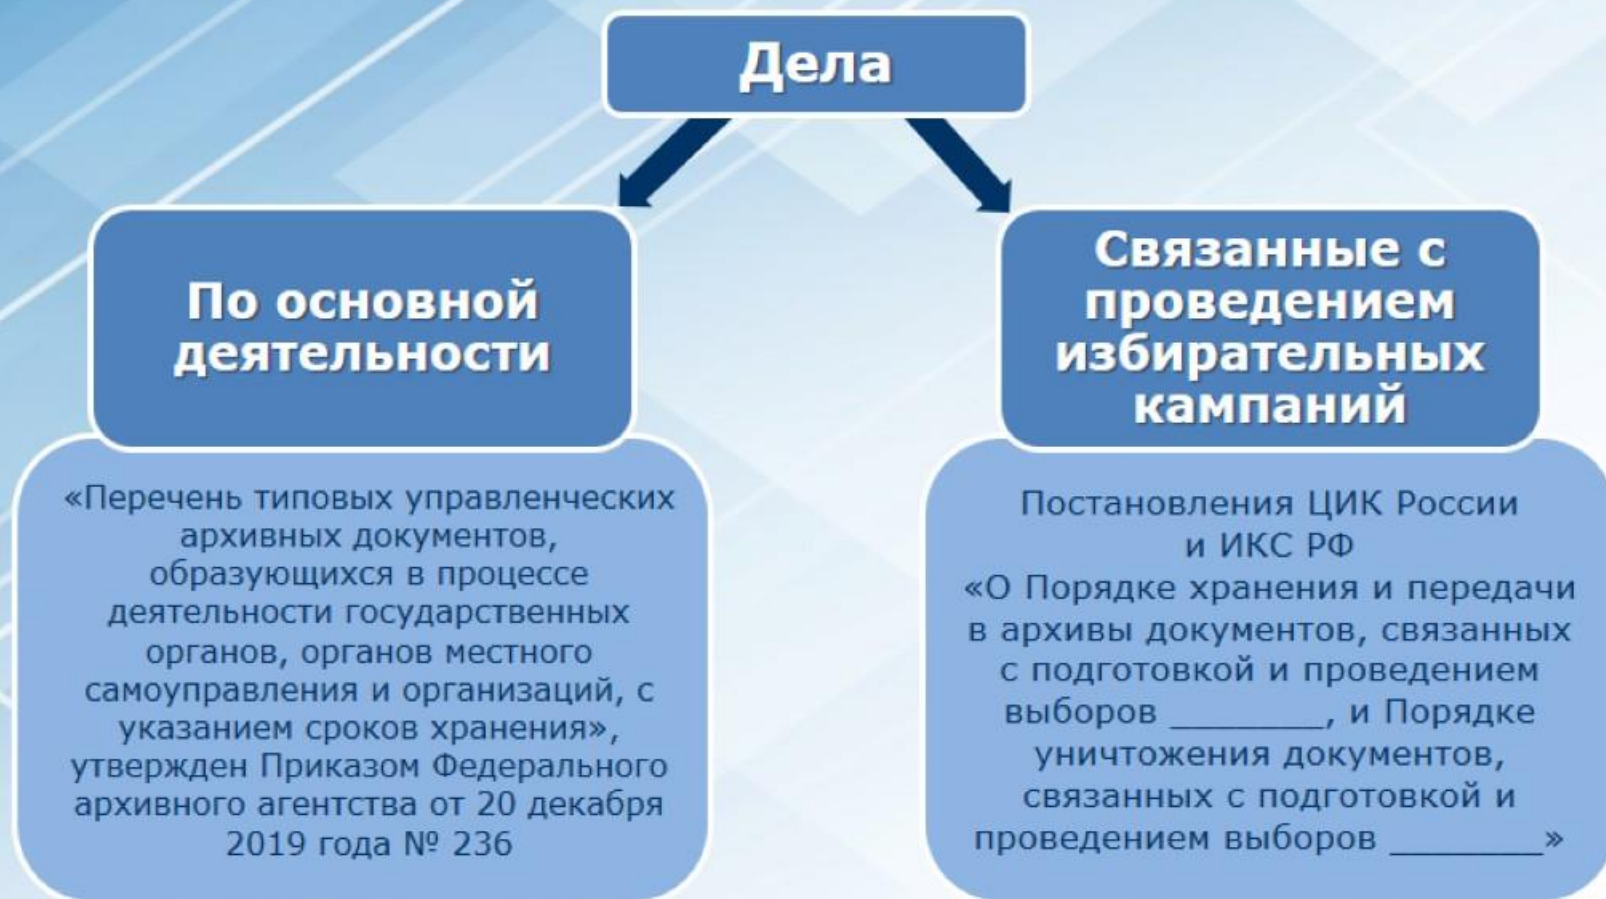 Дела
По основной
деятельности
«Перечень типовых управленческих
архивных документов,
образующихся в процессе
деятельности государственных
органов, органов местного
самоуправления и организаций, с
указанием сроков хранения»,
утвержден Приказом Федерального
архивного агентства от 20 декабря
2019 года № 236
Связанные с
проведением
избирательных
кампаний
Постановления ЦИК России
и ИКС РФ
«О Порядке хранения и передачи
в архивы документов, связанных
с подготовкой и проведением
выборов ________, и Порядке
уничтожения документов,
связанных с подготовкой и
проведением выборов ________»